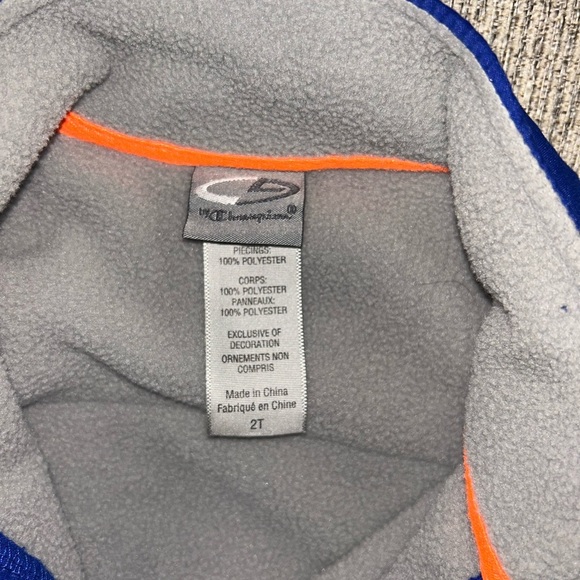 by Champion®
PIECINGS:
100% POLYESTER
CORPS:
100% POLYESTER
PANNEAUX:
100% POLYESTER
EXCLUSIVE OF
DECORATION
ORNEMENTS NON
COMPRIS
Made in China
Fabriqué en Chine
2T